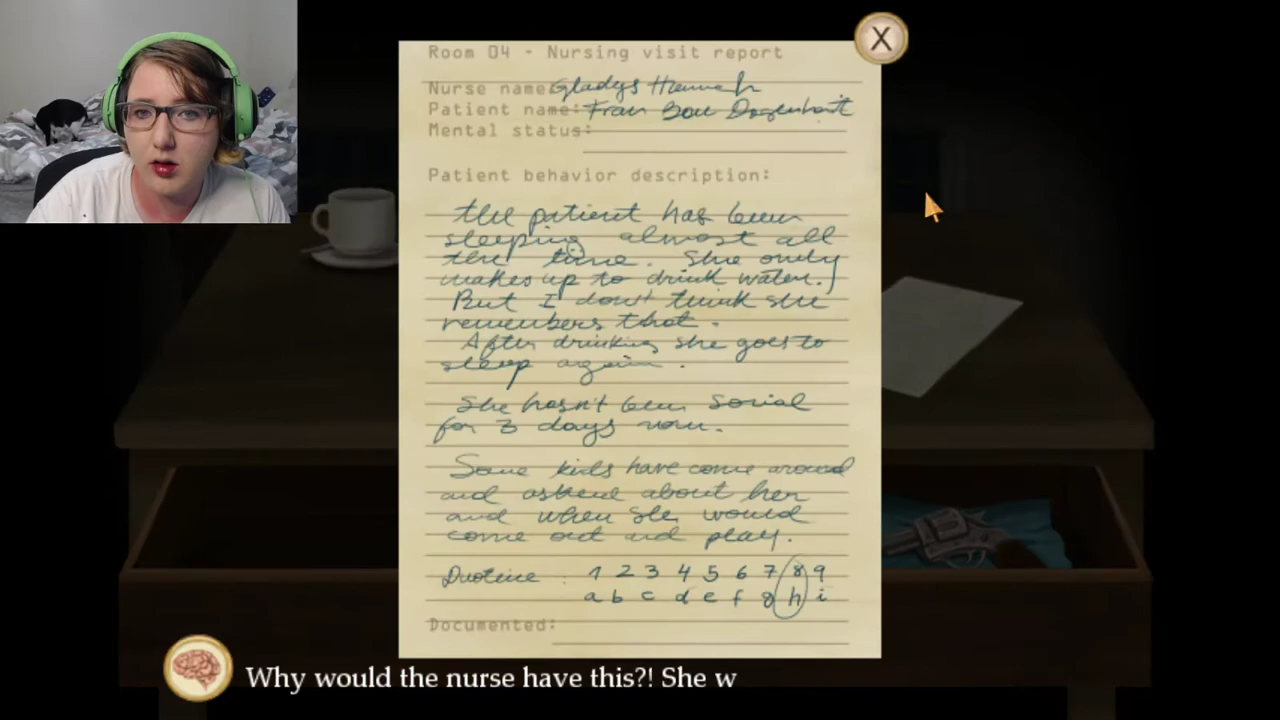 X
Room 04 - Nursing visit report
Nurse name: Gladys
Patient name: Fran Bow Dagenhart
Mental status:
Patient behavior description:
the patient has been
sleeping almost all
the time. She only
wakes up to drink water.
But I don't think she
remembers that.
After drinking she goes to
sleep again.
She hasn't been social
for 3 days now.
Some kids have come around
and asked about her
and when she would
come out and play.
Duotine : 1 2 3 4 5 6 7 8 9
a b c d e f g h i
Documented:
Why would the nurse have this?! She w